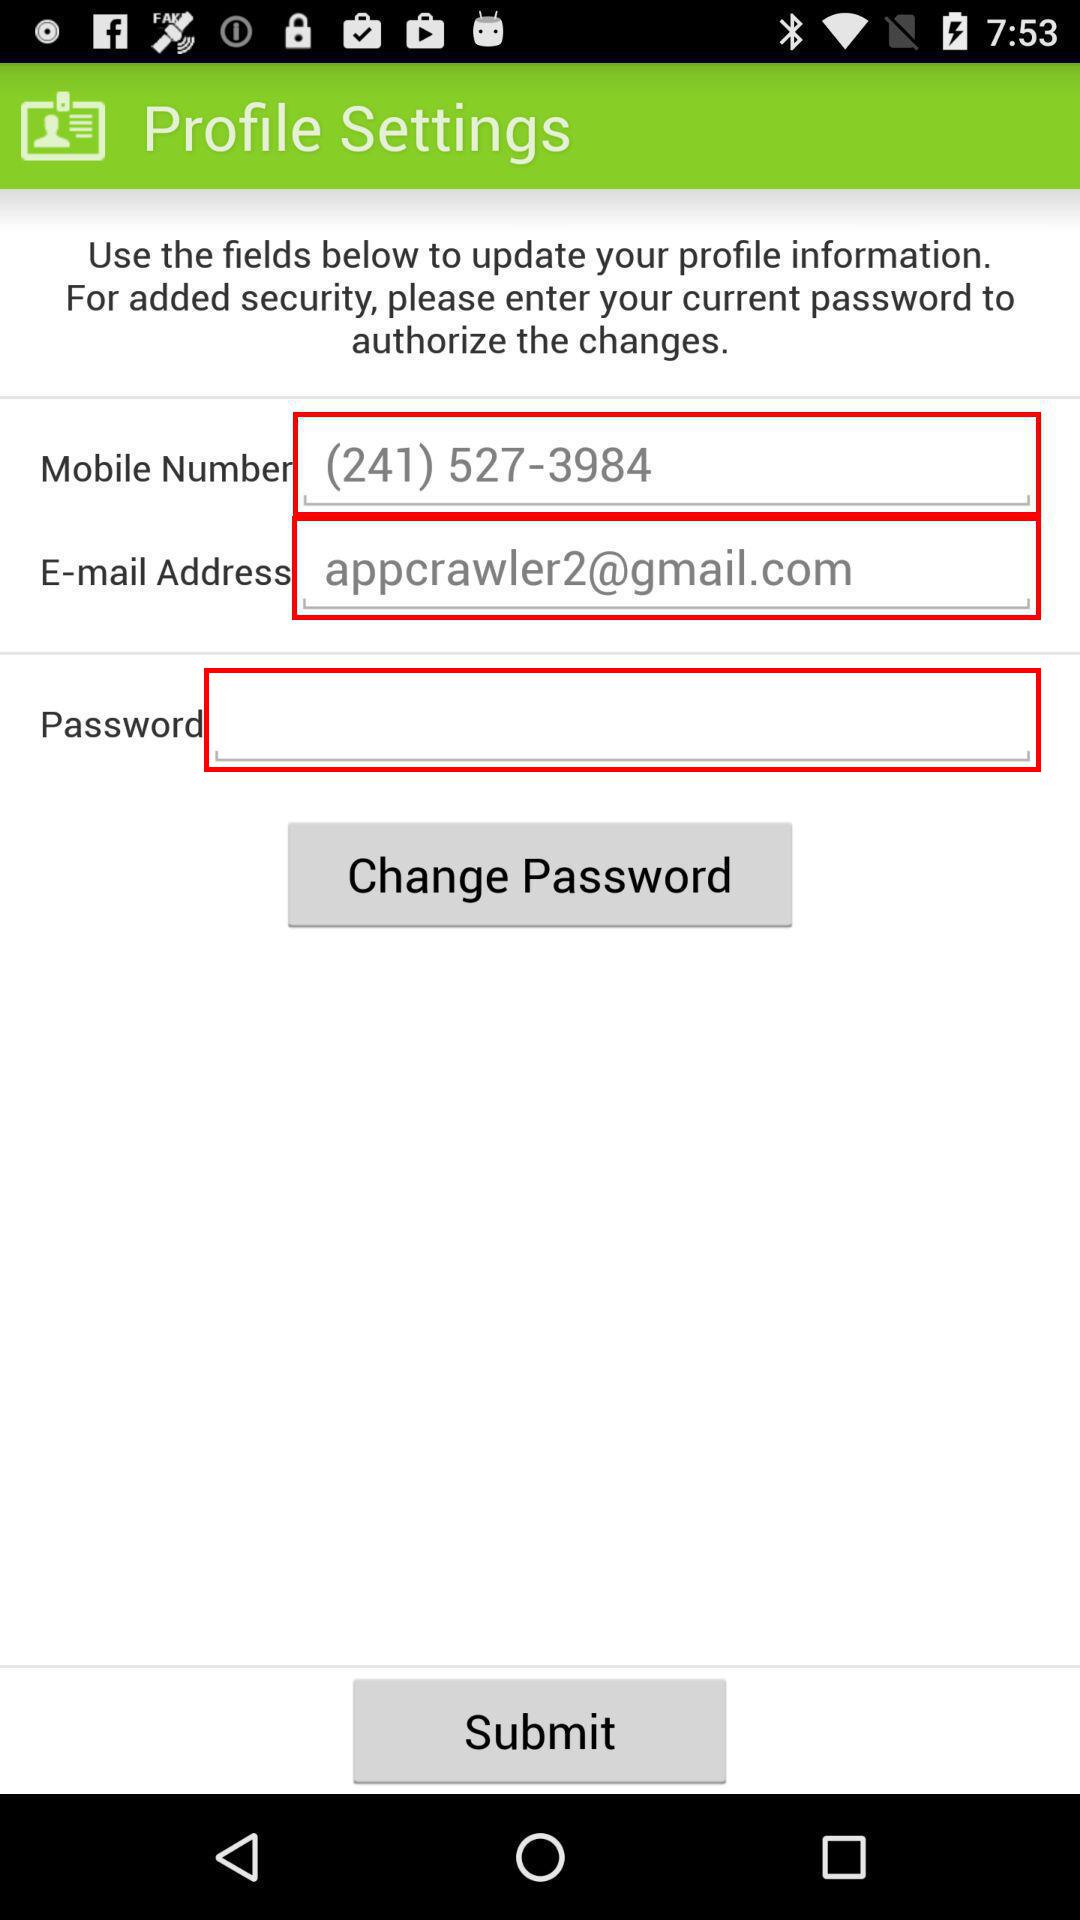 FAKE
7:53
Profile Settings
Use the fields below to update your profile information.
For added security, please enter your current password to
authorize the changes.
Mobile Number (241) 527-3984
E-mail Address appcrawler2@gmail.com
Password
Change Password
Submit